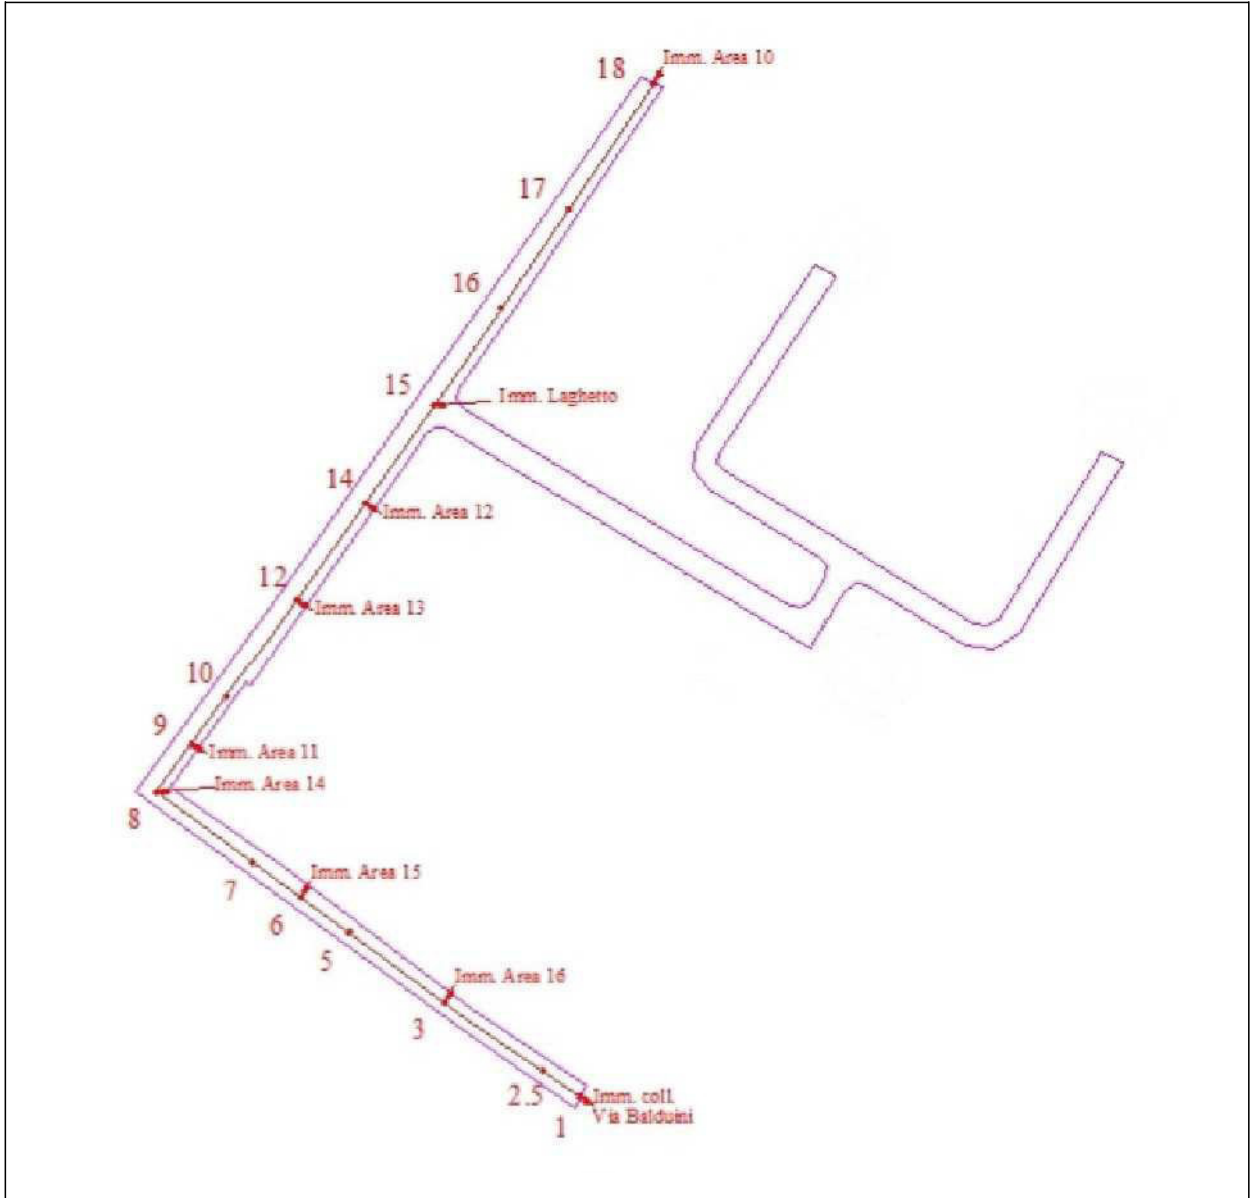 18
Imm. Area 10
17
16
15
Imm. Laghetto
14
Imm. Area 12
12
Imm. Area 13
10
9
Imm. Area 11
Imm. Area 14
8
Imm. Area 15
7
6
5
Imm. Area 16
3
2.5
Imm. coll.
Via Balduini
1